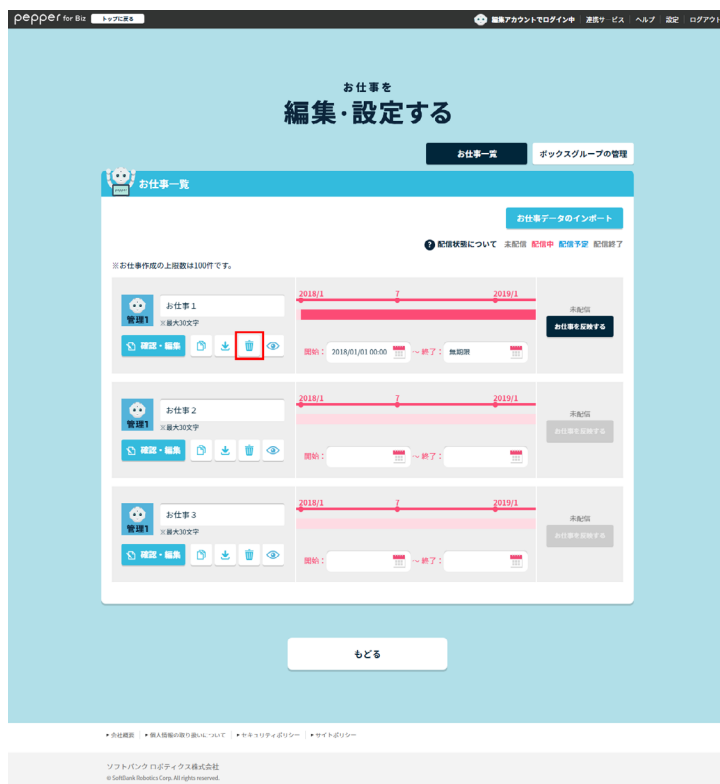 pepper for Biz トップに戻る 編集アカウントでログイン中 連携サービス ヘルプ 設定 ログアウト
お仕事を
編集・設定する
お仕事一覧 ボックスグループの管理
お仕事一覧
お仕事データのインポート
? 配信状態について 未配信 配信中 配信予定 配信終了
※お仕事作成の上限数は100件です。
2018/1 7 2019/1
お仕事1
管理1 ※最大30文字
未配信
お仕事を反映する
確認・編集
開始: 2018/01/01 00:00 ～終了: 無期限
2018/1 7 2019/1
お仕事2
管理1 ※最大30文字
未配信
お仕事を反映する
確認・編集
開始: ～終了:
2018/1 7 2019/1
お仕事3
管理1 ※最大30文字
未配信
お仕事を反映する
確認・編集
開始: ～終了:
もどる
会社概要 個人情報の取り扱いについて セキュリティポリシー サイトポリシー
ソフトバンク ロボティクス株式会社
© SoftBank Robotics Corp. All rights reserved.